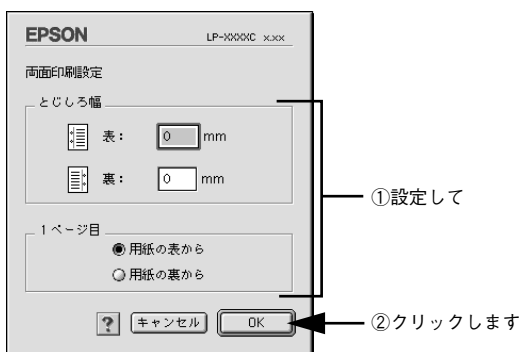 EPSON LP-XXXXC x.xx
両面印刷設定
とじしろ幅
表： 0 mm
裏： 0 mm
①設定して
1ページ目
用紙の表から
用紙の裏から
? キャンセル OK
②クリックします